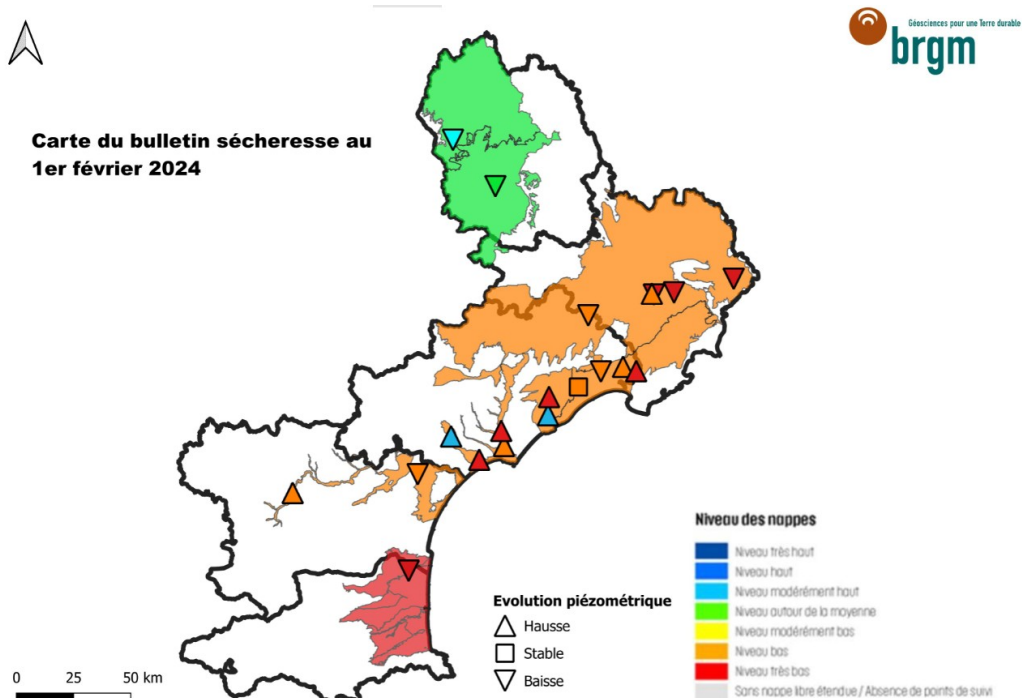 Géosciences pour une Terre durable
brgm
Carte du bulletin sécheresse au
1er février 2024
Niveau des nappes
Niveau très haut
Niveau haut
Niveau modérément haut
Niveau autour de la moyenne
Niveau modérément bas
Niveau bas
Niveau très bas
Sans nappe libre étendue / Absence de points de suivi
Evolution piézométrique
Hausse
Stable
Baisse
0 25 50 km